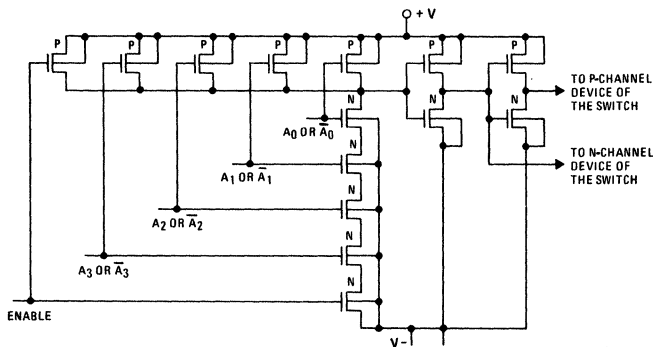 + V
P P P P P P P
TO P-CHANNEL
DEVICE OF
THE SWITCH
N N N
A0 OR A̅0
N
TO N-CHANNEL
DEVICE OF
THE SWITCH
A1 OR A̅1
N
A2 OR A̅2
N
A3 OR A̅3
N
ENABLE
V-